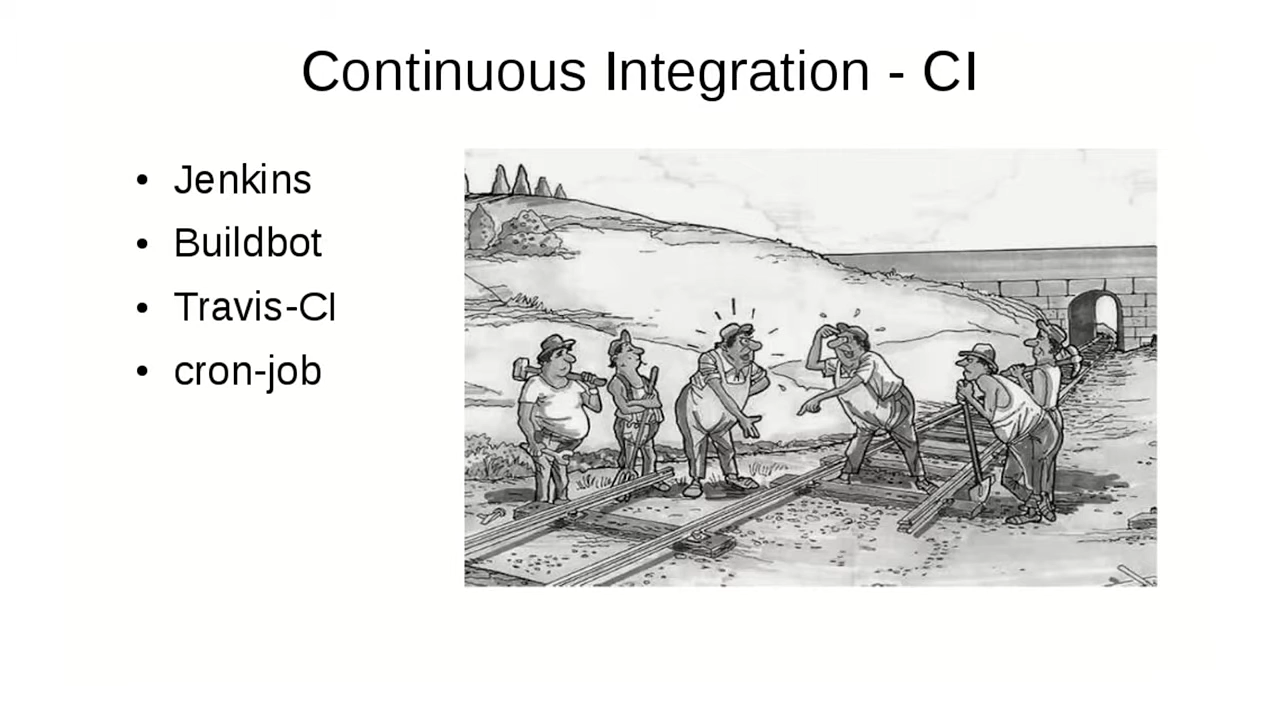 Continuous Integration - CI
• Jenkins
• Buildbot
• Travis-CI
• cron-job